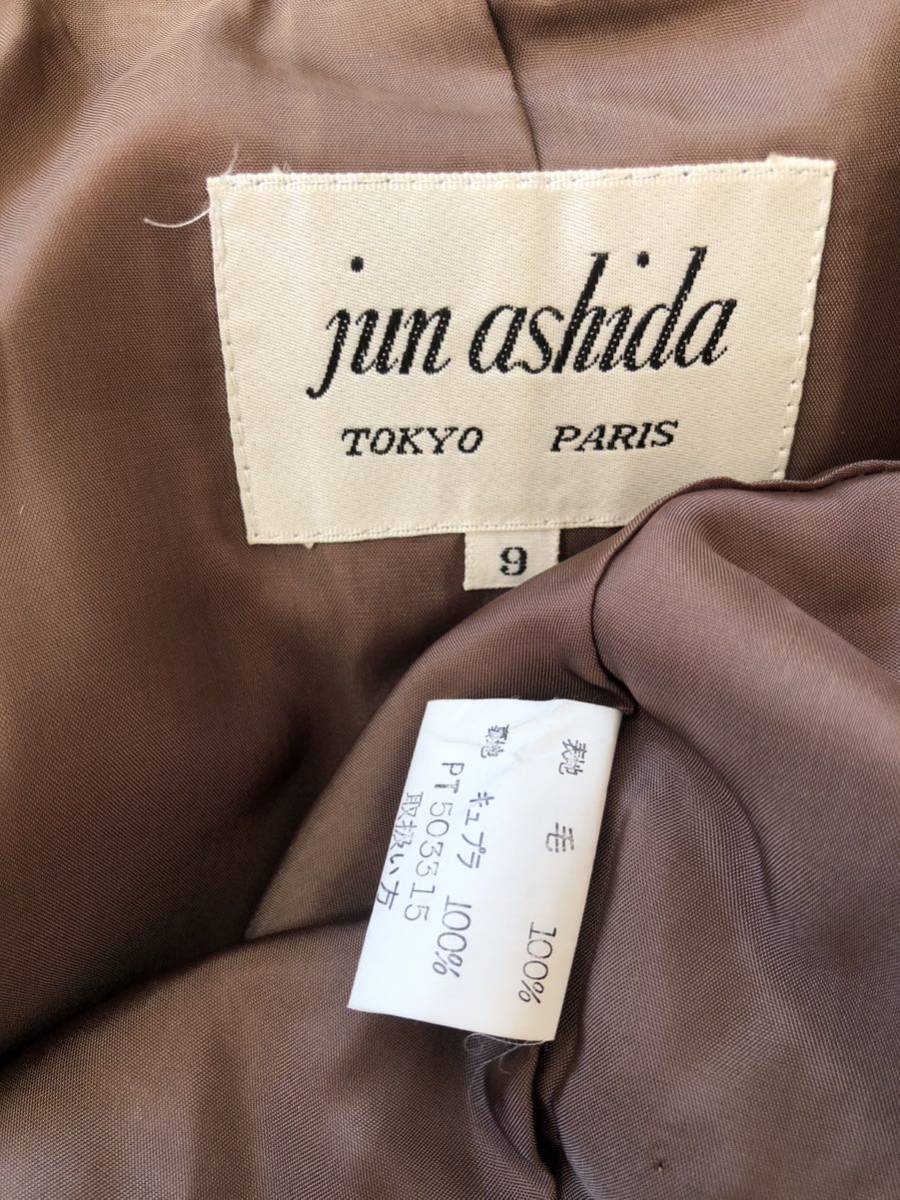 jun ashida
TOKYO PARIS
9
表地 毛 100%
裏地 キュプラ 100%
PT503315
取扱い方